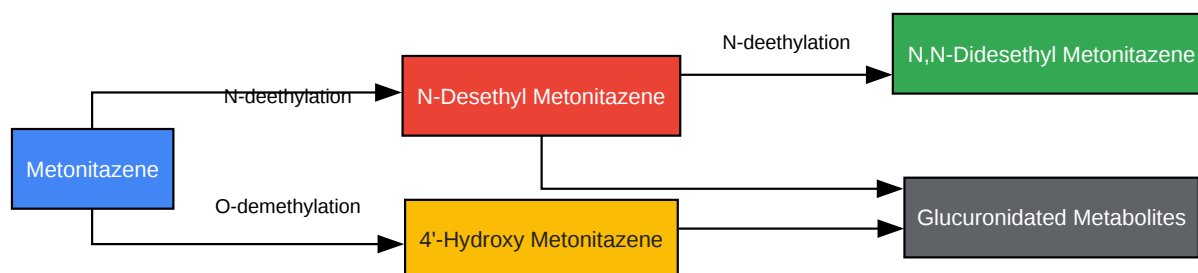 N-deethylation
N,N-Didesethyl Metonitazene
N-deethylation
N-Desethyl Metonitazene
Metonitazene
O-demethylation
4'-Hydroxy Metonitazene
Glucuronidated Metabolites